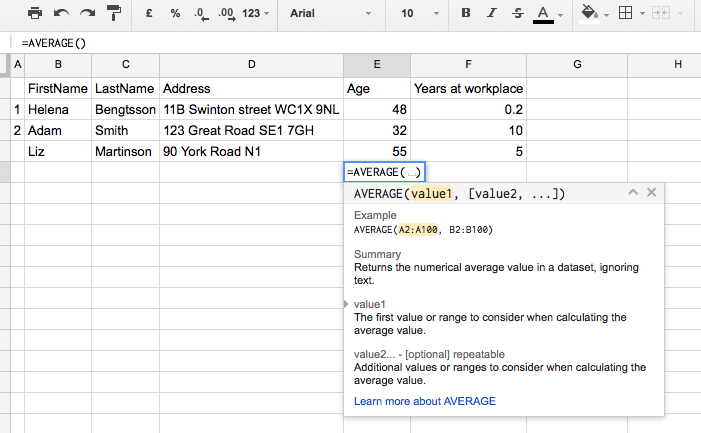 £ % .0 .00 123 Arial 10 B I S A
=AVERAGE()
A B C D E F G H
FirstName LastName Address Age Years at workplace
1 Helena Bengtsson 11B Swinton street WC1X 9NL 48 0.2
2 Adam Smith 123 Great Road SE1 7GH 32 10
Liz Martinson 90 York Road N1 55 5
=AVERAGE( )
AVERAGE(value1, [value2, ...])
Example
AVERAGE(A2:A100, B2:B100)
Summary
Returns the numerical average value in a dataset, ignoring
text.
value1
The first value or range to consider when calculating the
average value.
value2... - [optional] repeatable
Additional values or ranges to consider when calculating the
average value.
Learn more about AVERAGE